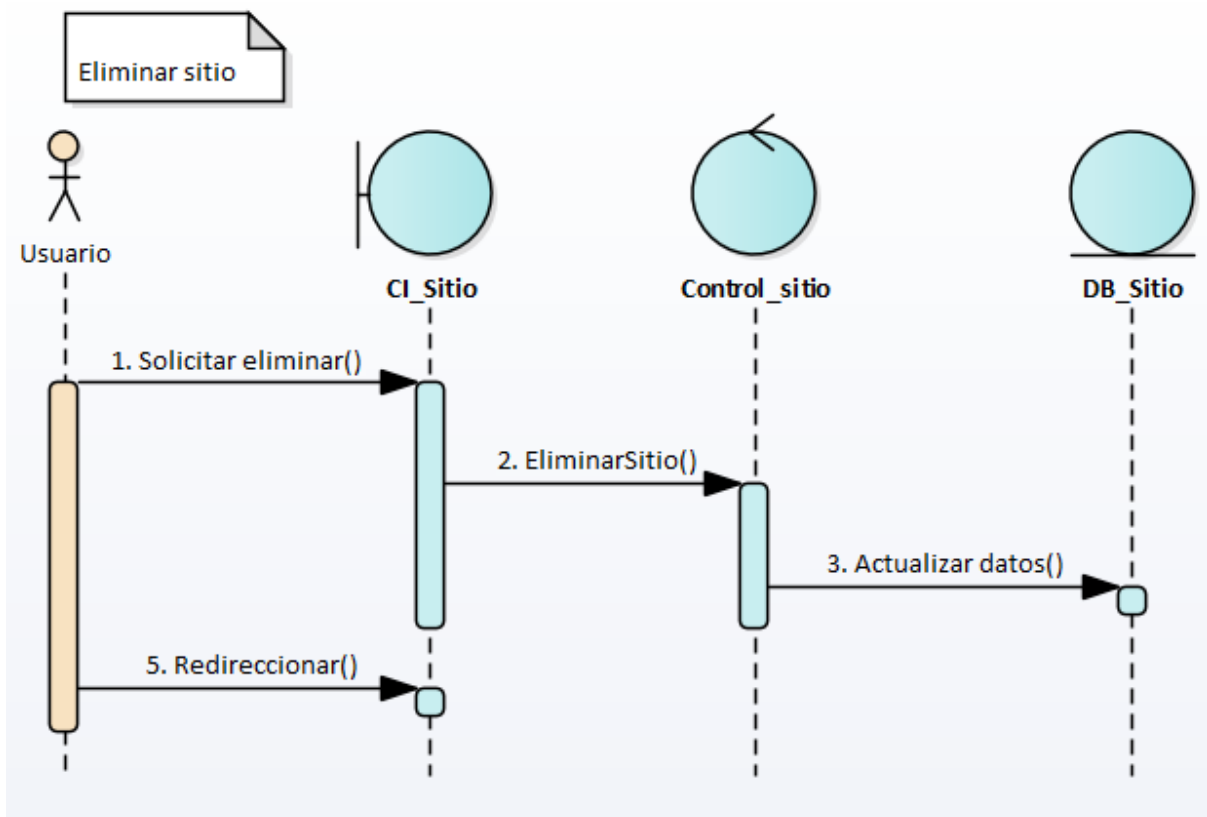 Eliminar sitio
Usuario
CI_Sitio
Control_sitio
DB_Sitio
1. Solicitar eliminar()
2. EliminarSitio()
3. Actualizar datos()
5. Redireccionar()